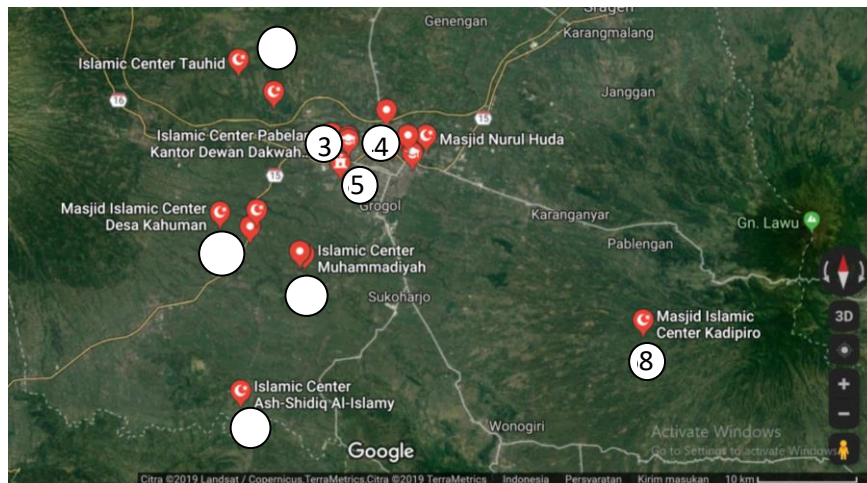 Genengan
Sragen
Karangmalang
Islamic Center Tauhid
Janggan
16
15
Islamic Center Pabelan
Kantor Dewan Dakwah...
3
4
Masjid Nurul Huda
5
15
Grogol
Masjid Islamic Center
Desa Kahuman
Karanganyar
Gn. Lawu
Pablengan
Islamic Center
Muhammadiyah
Sukoharjo
Masjid Islamic
Center Kadipiro
3D
8
Islamic Center
Ash-Shidiq Al-Islamy
Wonogiri
Google
Activate Windows
Go to Settings to activate Windows
Citra ©2019 Landsat / Copernicus,TerraMetrics,Citra ©2019 TerraMetrics Indonesia Persyaratan Kirim masukan 10 km